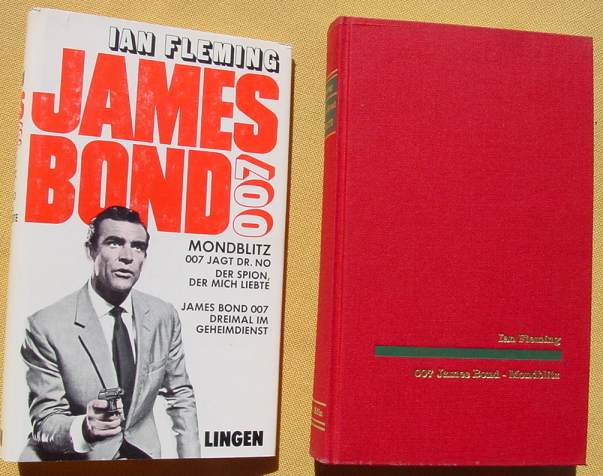 IAN FLEMING
JAMES
BOND
007
MONDBLITZ
007 JAGT DR. NO
DER SPION,
DER MICH LIEBTE
JAMES BOND 007
DREIMAL IM
GEHEIMDIENST
LINGEN
Ian Fleming
007 James Bond - Mondblitz